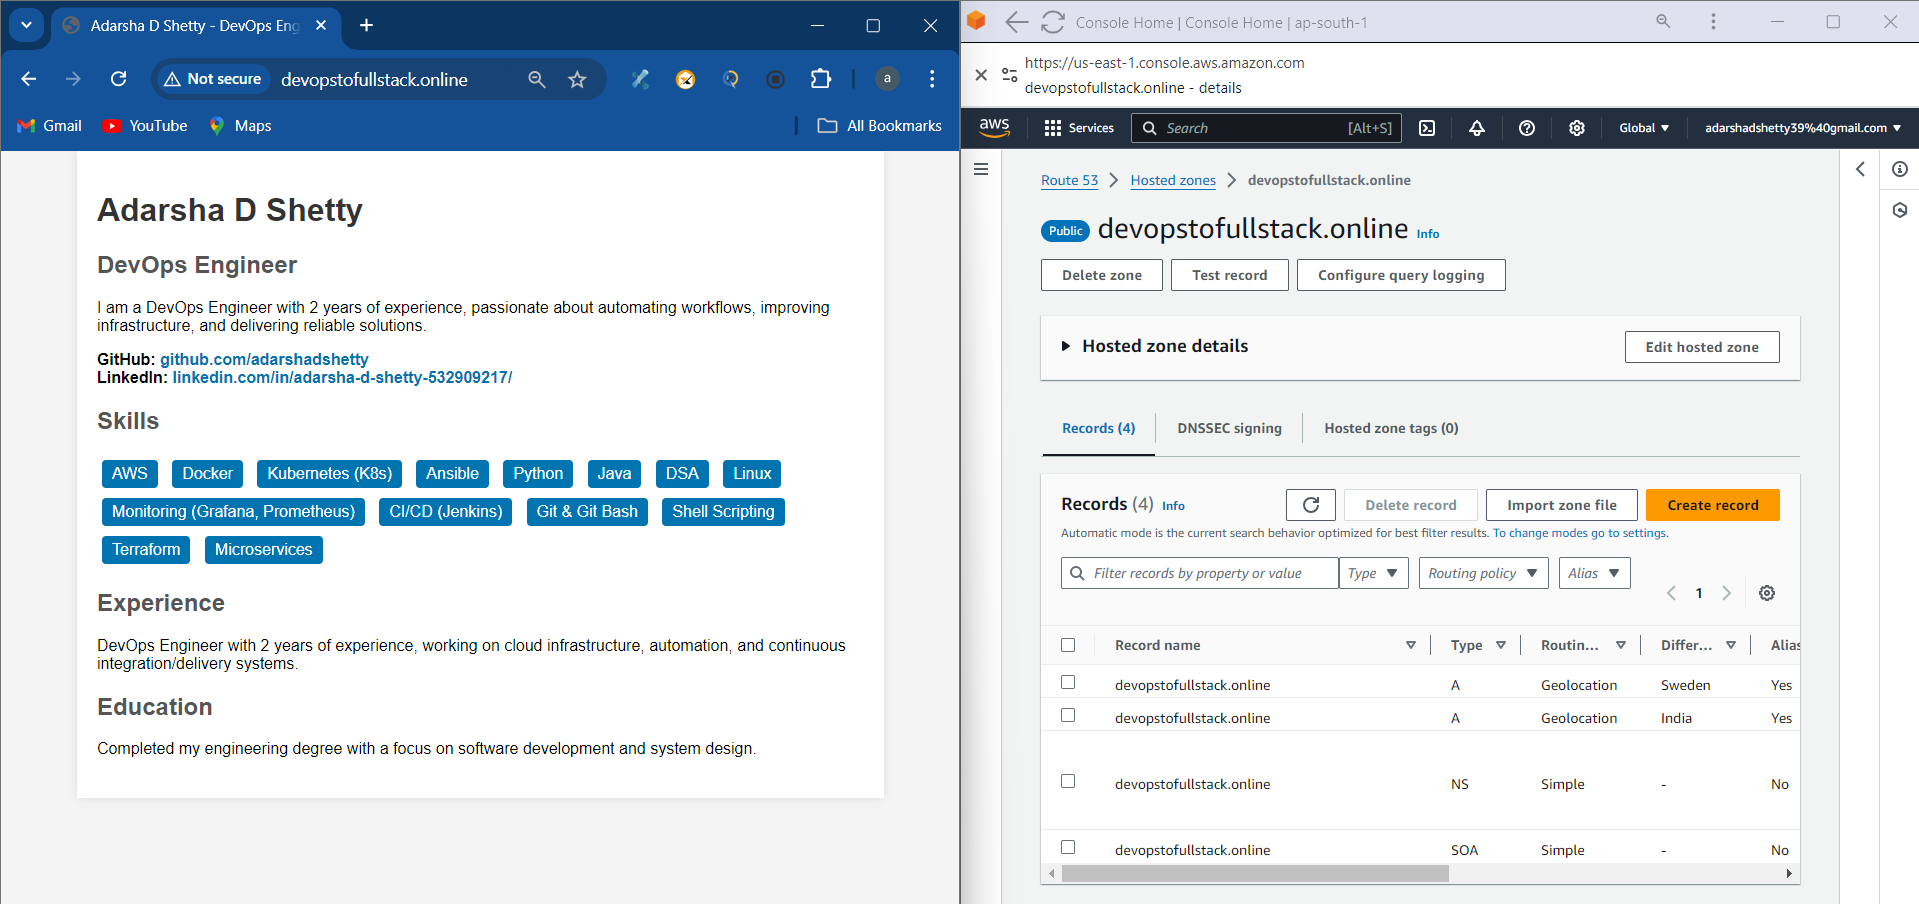 Adarsha D Shetty - DevOps Eng
Not secure
devopstofullstack.online
a
Gmail
YouTube
Maps
All Bookmarks
Adarsha D Shetty
DevOps Engineer
I am a DevOps Engineer with 2 years of experience, passionate about automating workflows, improving
infrastructure, and delivering reliable solutions.
GitHub: github.com/adarshadshetty
LinkedIn: linkedin.com/in/adarsha-d-shetty-532909217/
Skills
AWS Docker Kubernetes (K8s) Ansible Python Java DSA Linux
Monitoring (Grafana, Prometheus) CI/CD (Jenkins) Git & Git Bash Shell Scripting
Terraform Microservices
Experience
DevOps Engineer with 2 years of experience, working on cloud infrastructure, automation, and continuous
integration/delivery systems.
Education
Completed my engineering degree with a focus on software development and system design.
Console Home | Console Home | ap-south-1
https://us-east-1.console.aws.amazon.com
devopstofullstack.online - details
aws
Services
Search [Alt+S]
Global
adarshadshetty39%40gmail.com
Route 53 Hosted zones devopstofullstack.online
Public devopstofullstack.online Info
Delete zone Test record Configure query logging
Hosted zone details Edit hosted zone
Records (4) DNSSEC signing Hosted zone tags (0)
Records (4) Info Delete record Import zone file Create record
Automatic mode is the current search behavior optimized for best filter results. To change modes go to settings.
Filter records by property or value Type Routing policy Alias
1
Record name Type Routin... Differ... Alias
devopstofullstack.online A Geolocation Sweden Yes
devopstofullstack.online A Geolocation India Yes
devopstofullstack.online NS Simple - No
devopstofullstack.online SOA Simple - No